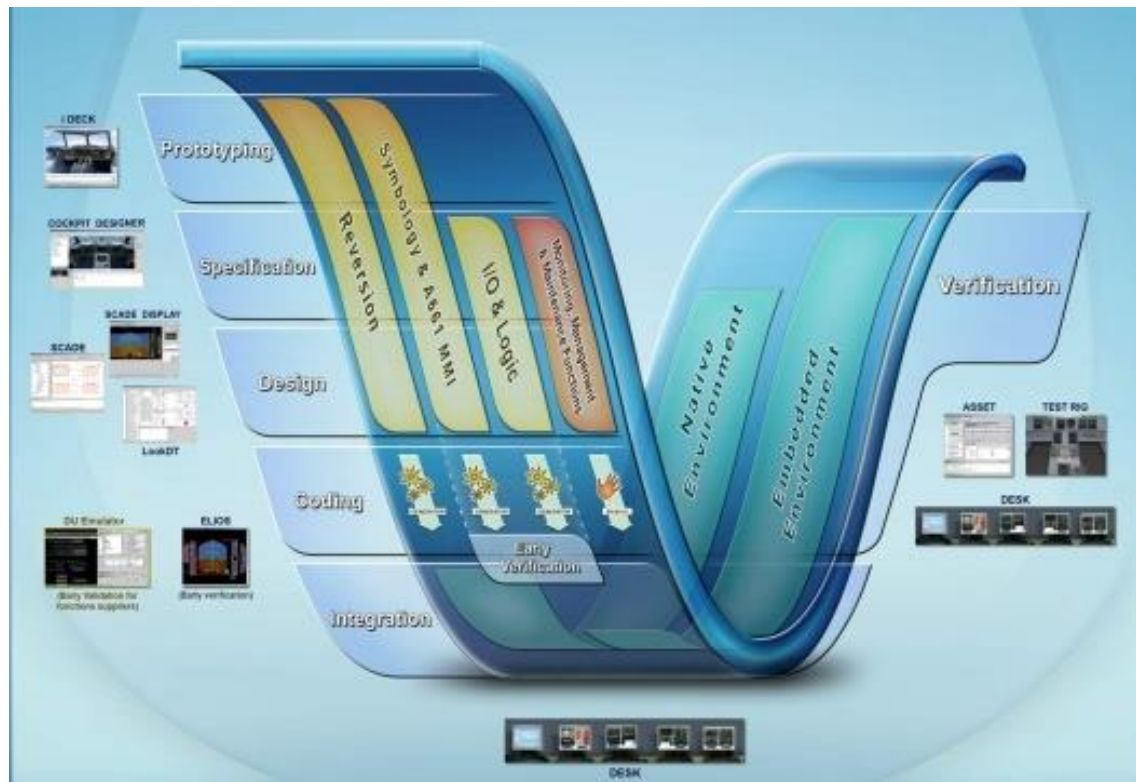 I DECK
Prototyping
COCKPIT DESIGNER
Specification
SCADE DISPLAY
SCADE
Design
LookDT
Coding
DU Emulator
(Early Validation for
functions suppliers)
ELIOS
(Early verification)
Integration
Reversion
Symbology & A661 MMI
I/O & Logic
Monitoring, Management
& Maintenance Functions
Early
Verification
Native
Environment
Embedded
Environment
Verification
ASSET
TEST RIG
DESK
DESK